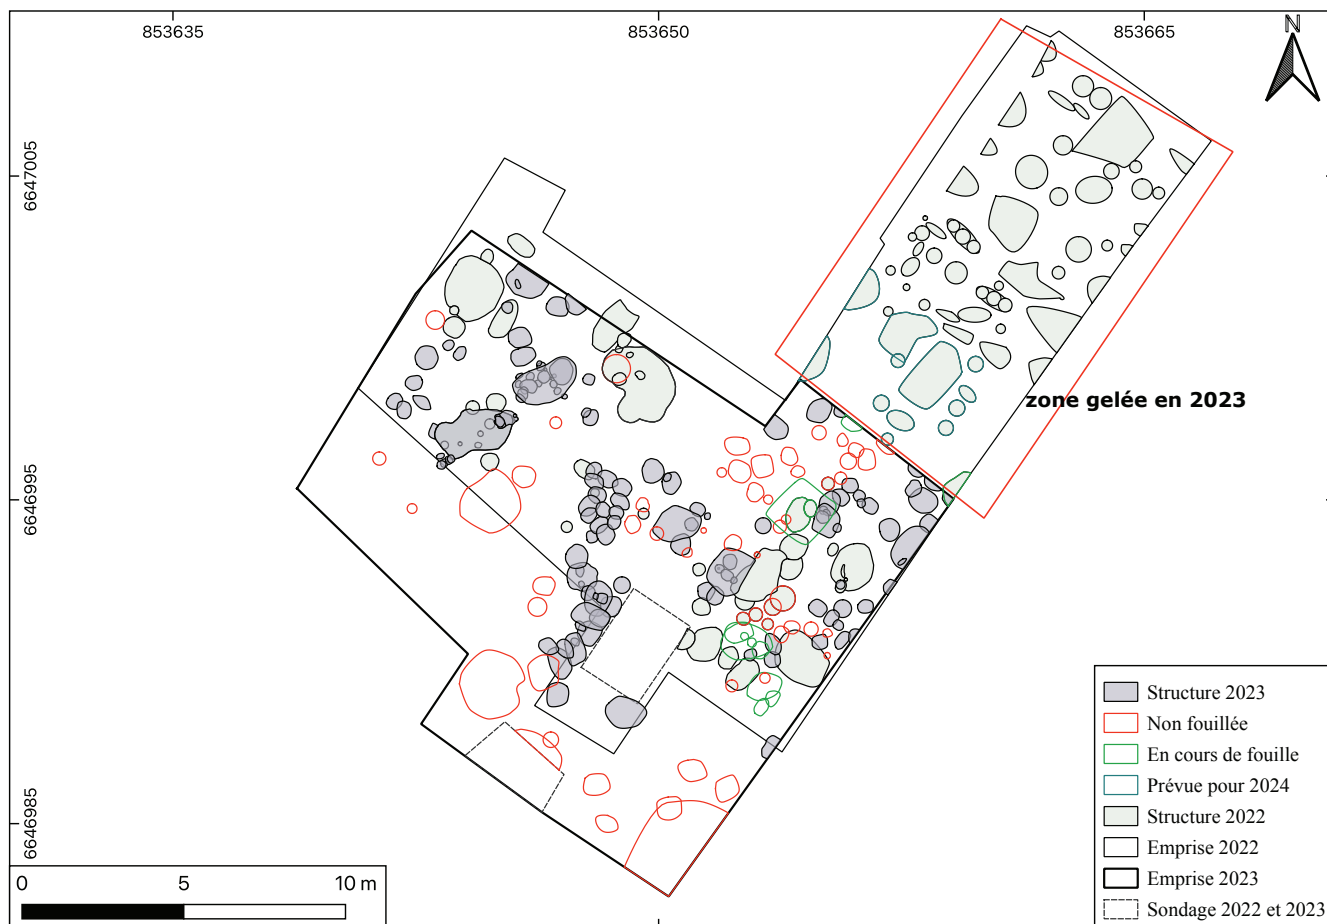 853635
853650
853665
N
6647005
6646995
6646985
zone gelée en 2023
Structure 2023
Non fouillée
En cours de fouille
Prévue pour 2024
Structure 2022
Emprise 2022
Emprise 2023
Sondage 2022 et 2023
0 5 10 m